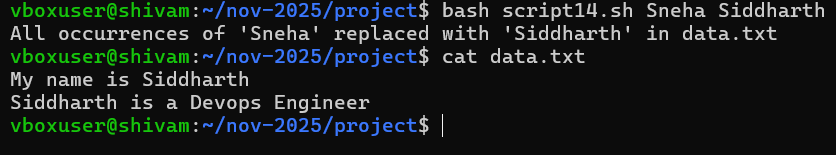 vboxuser@shivam:~/nov-2025/project$ bash script14.sh Sneha Siddharth
All occurrences of 'Sneha' replaced with 'Siddharth' in data.txt
vboxuser@shivam:~/nov-2025/project$ cat data.txt
My name is Siddharth
Siddharth is a Devops Engineer
vboxuser@shivam:~/nov-2025/project$